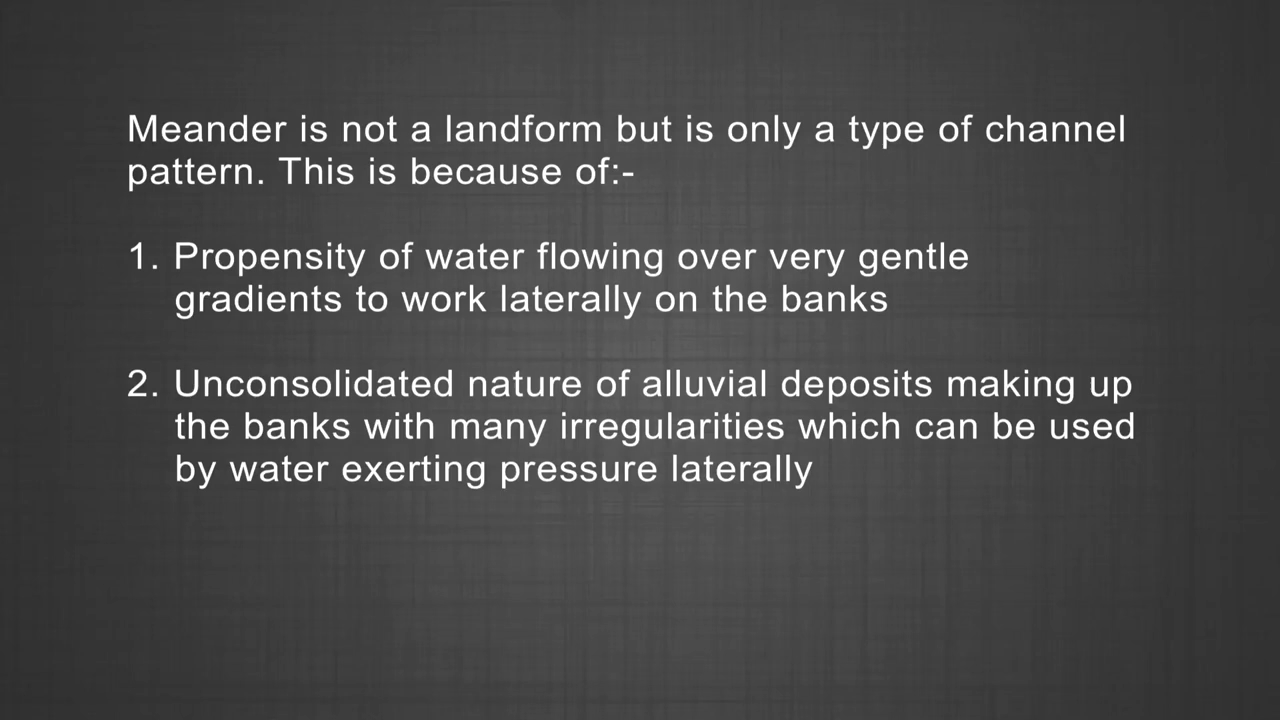 Meander is not a landform but is only a type of channel
pattern. This is because of:-
1. Propensity of water flowing over very gentle
gradients to work laterally on the banks
2. Unconsolidated nature of alluvial deposits making up
the banks with many irregularities which can be used
by water exerting pressure laterally